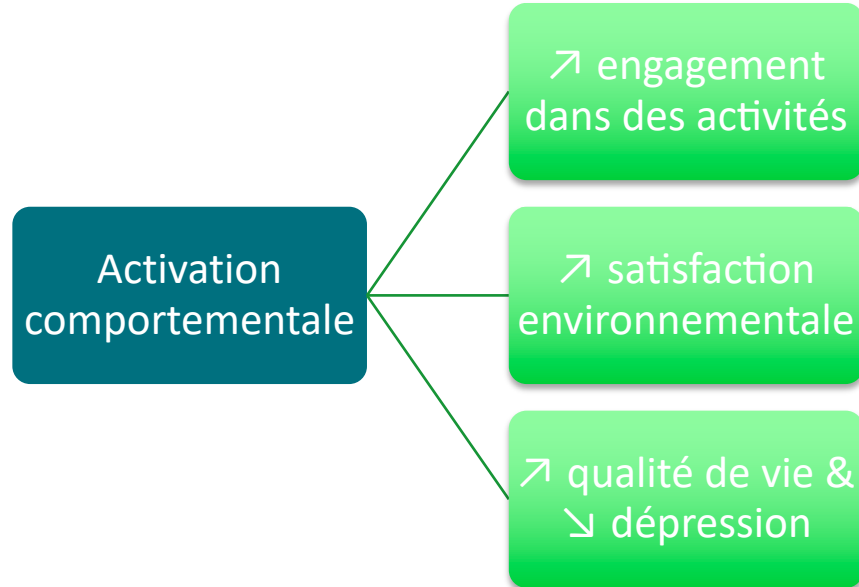 ↗ engagement
dans des activités
Activation
comportementale
↗ satisfaction
environnementale
↗ qualité de vie &
↘ dépression